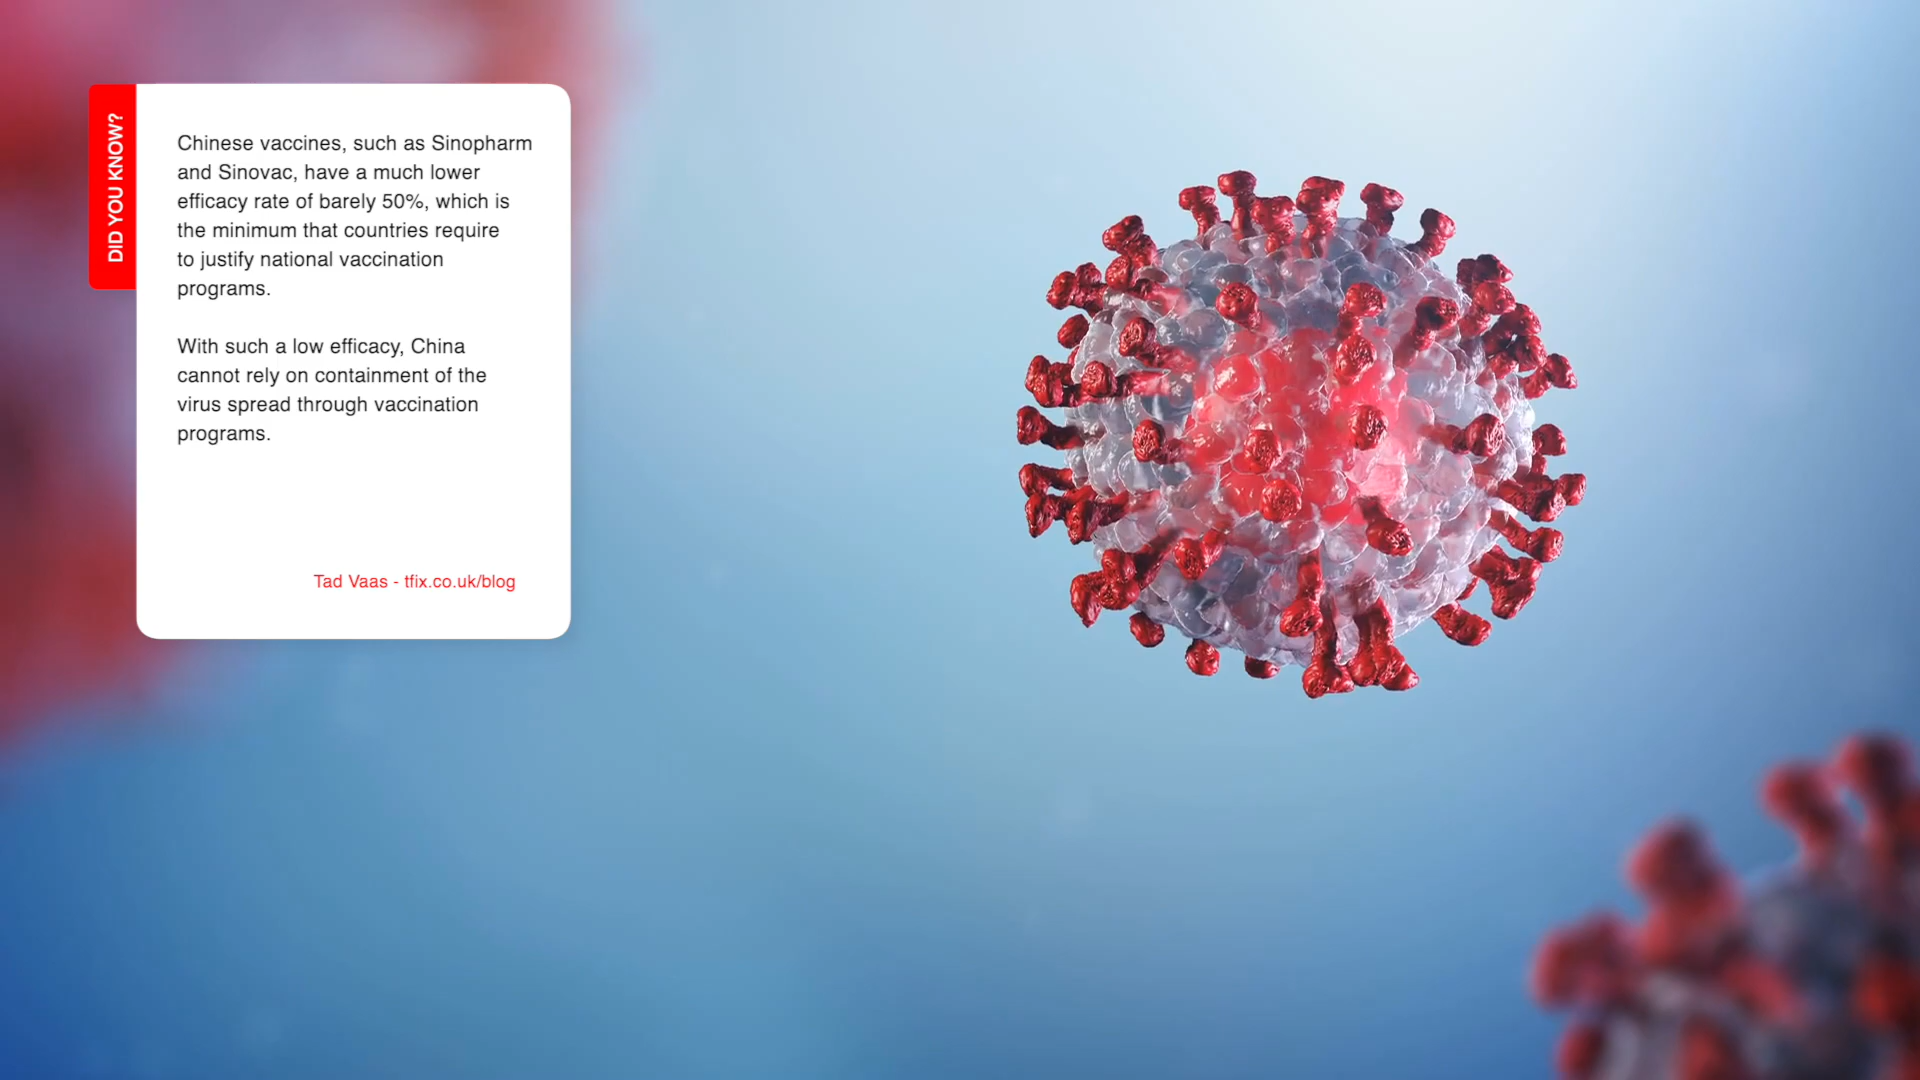 DID YOU KNOW?
Chinese vaccines, such as Sinopharm
and Sinovac, have a much lower
efficacy rate of barely 50%, which is
the minimum that countries require
to justify national vaccination
programs.
With such a low efficacy, China
cannot rely on containment of the
virus spread through vaccination
programs.
Tad Vaas - tfix.co.uk/blog